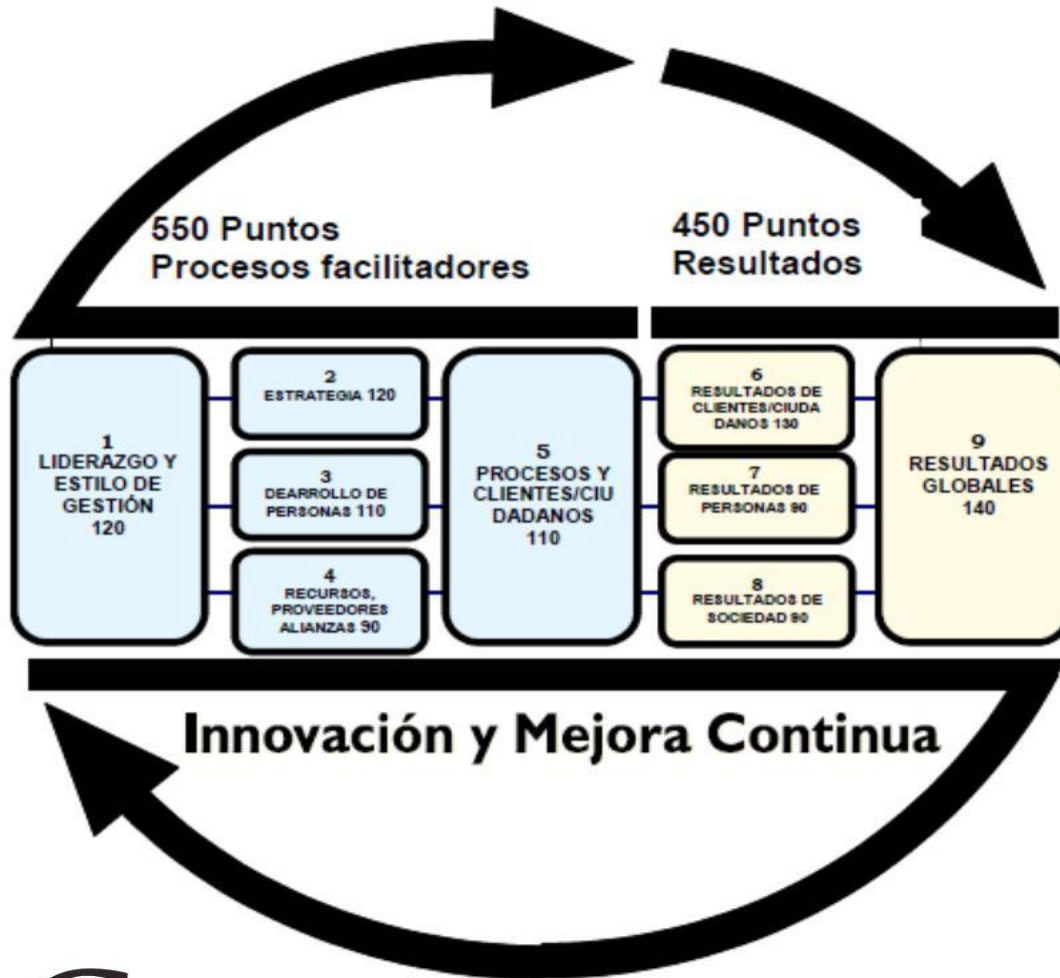 550 Puntos
Procesos facilitadores
450 Puntos
Resultados
1
LIDERAZGO Y
ESTILO DE
GESTIÓN
120
2
ESTRATEGIA 120
3
DEARROLLO DE
PERSONAS 110
4
RECURSOS,
PROVEEDORES
ALIANZAS 90
5
PROCESOS Y
CLIENTES/CIU
DADANOS
110
6
RESULTADOS DE
CLIENTES/CIUDA
DANOS 130
7
RESULTADOS DE
PERSONAS 90
8
RESULTADOS DE
SOCIEDAD 90
9
RESULTADOS
GLOBALES
140
Innovación y Mejora Continua